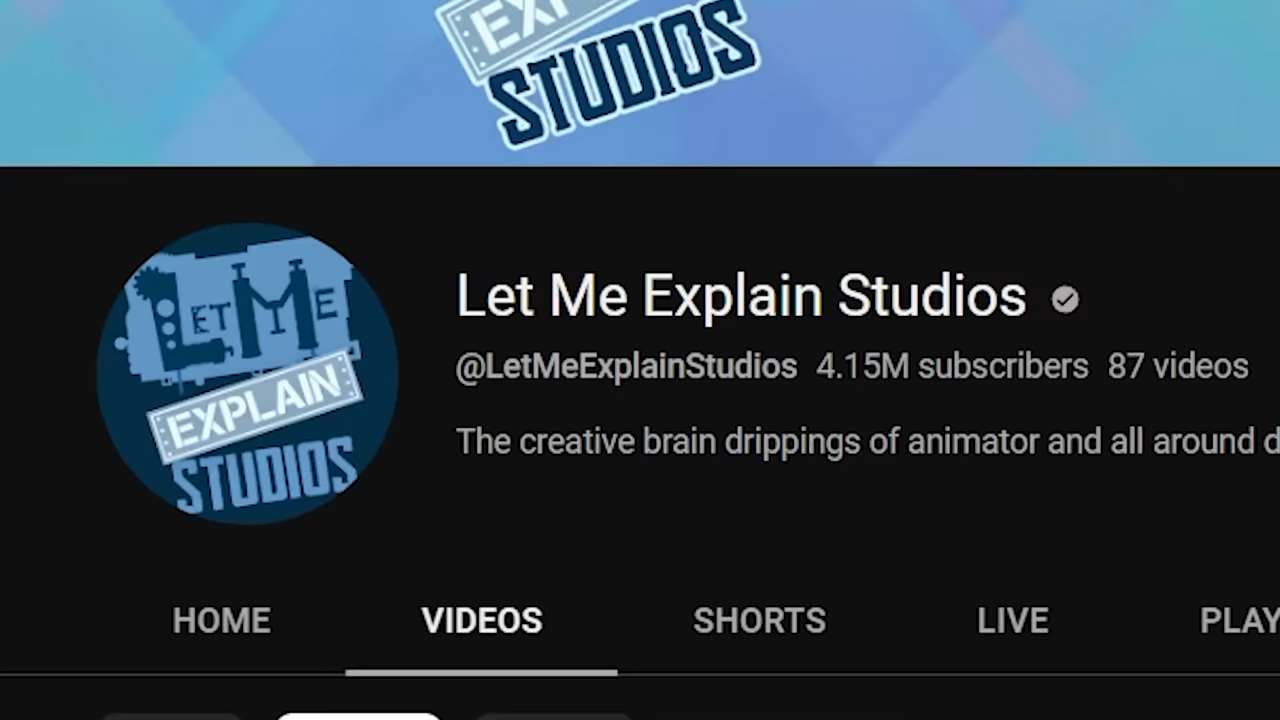 STUDIOS
LET ME
EXPLAIN
STUDIOS
Let Me Explain Studios
@LetMeExplainStudios 4.15M subscribers 87 videos
The creative brain drippings of animator and all around
HOME VIDEOS SHORTS LIVE PLAY